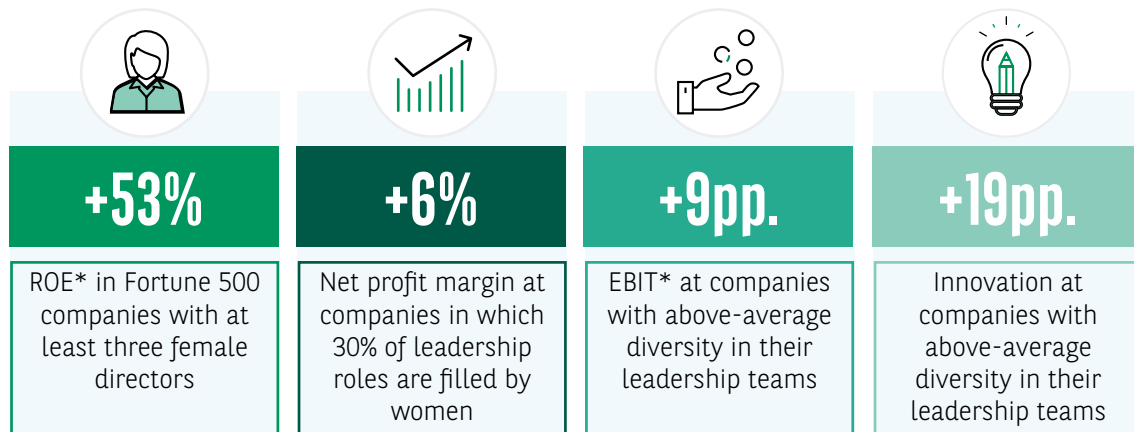 +53%
ROE* in Fortune 500
companies with at
least three female
directors
+6%
Net profit margin at
companies in which
30% of leadership
roles are filled by
women
+9pp.
EBIT* at companies
with above-average
diversity in their
leadership teams
+19pp.
Innovation at
companies with
above-average
diversity in their
leadership teams